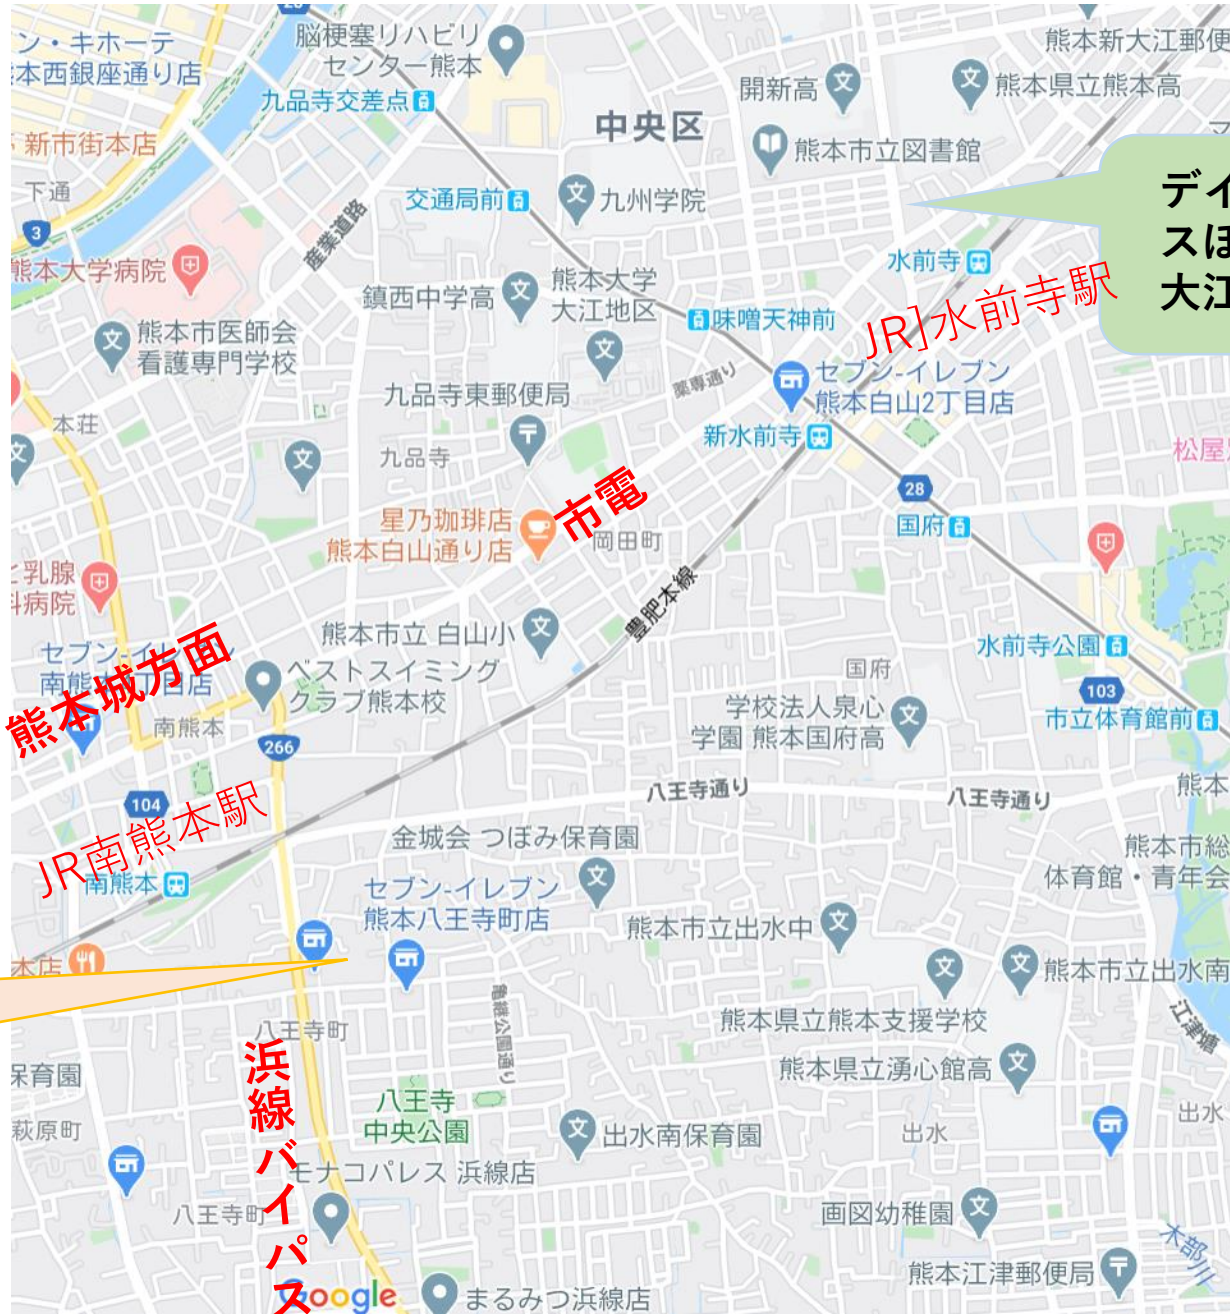 ン・キホーテ
本西銀座通り店
脳梗塞リハビリ
センター熊本
九品寺交差点
新市街本店
下通
3
熊本大学病院
産業道路
熊本市医師会
看護専門学校
中央区
開新高
熊本新大江郵便
熊本県立熊本高
熊本市立図書館
交通局前
九州学院
デイ
スぽ
大江
水前寺
JR]水前寺駅
鎮西中学高
熊本大学
大江地区
味噌天神前
セブン-イレブン
熊本白山2丁目店
薬専通り
九品寺東郵便局
本荘
九品寺
新水前寺
松屋
28
国府
星乃珈琲店
熊本白山通り店
市電
岡田町
豊肥本線
乳腺
病院
熊本市立 白山小
セブン-イレブン
南熊本 丁目店
熊本城方面
ベストスイミング
クラブ熊本校
南熊本
266
水前寺公園
国府
103
学校法人泉心
学園 熊本国府高
市立体育館前
八王寺通り
八王寺通り
熊本
104
JR南熊本駅
南熊本
金城会 つぼみ保育園
熊本市総
体育館・青年会
セブン-イレブン
熊本八王寺町店
熊本市立出水中
本店
熊本市立出水南
亀継公園通り
八王寺町
熊本県立熊本支援学校
江津塘
浜線バイパス
保育園
熊本県立湧心館高
八王寺
中央公園
萩原町
出水南保育園
出水
出水
モナコパレス 浜線店
八王寺町
画図幼稚園
木部川
熊本江津郵便局
Google
まるみつ浜線店